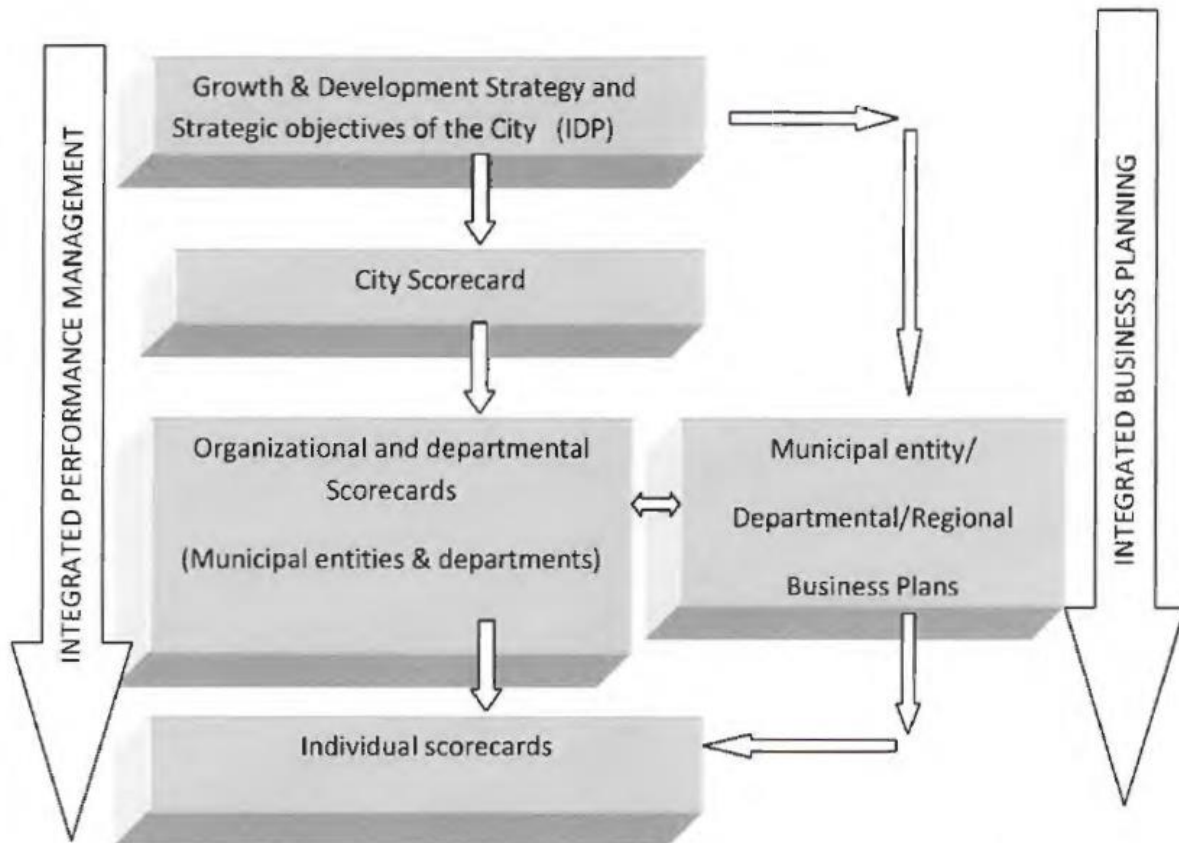 INTEGRATED PERFORMANCE MANAGEMENT
Growth & Development Strategy and
Strategic objectives of the City (IDP)
City Scorecard
Organizational and departmental
Scorecards
(Municipal entities & departments)
Municipal entity/
Departmental/Regional
Business Plans
Individual scorecards
INTEGRATED BUSINESS PLANNING